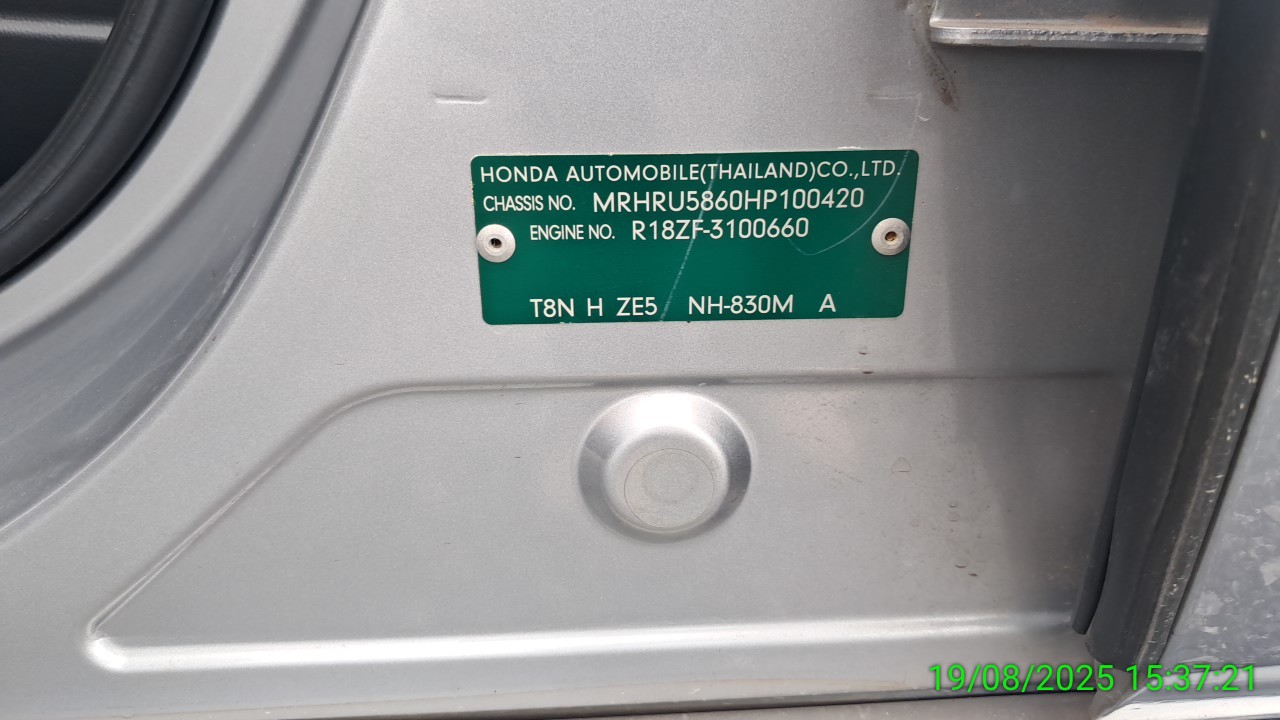 HONDA AUTOMOBILE(THAILAND)CO.,LTD.
CHASSIS NO. MRHRU5860HP100420
ENGINE NO. R18ZF-3100660
T8N H ZE5 NH-830M A
19/08/2025 15:37:21